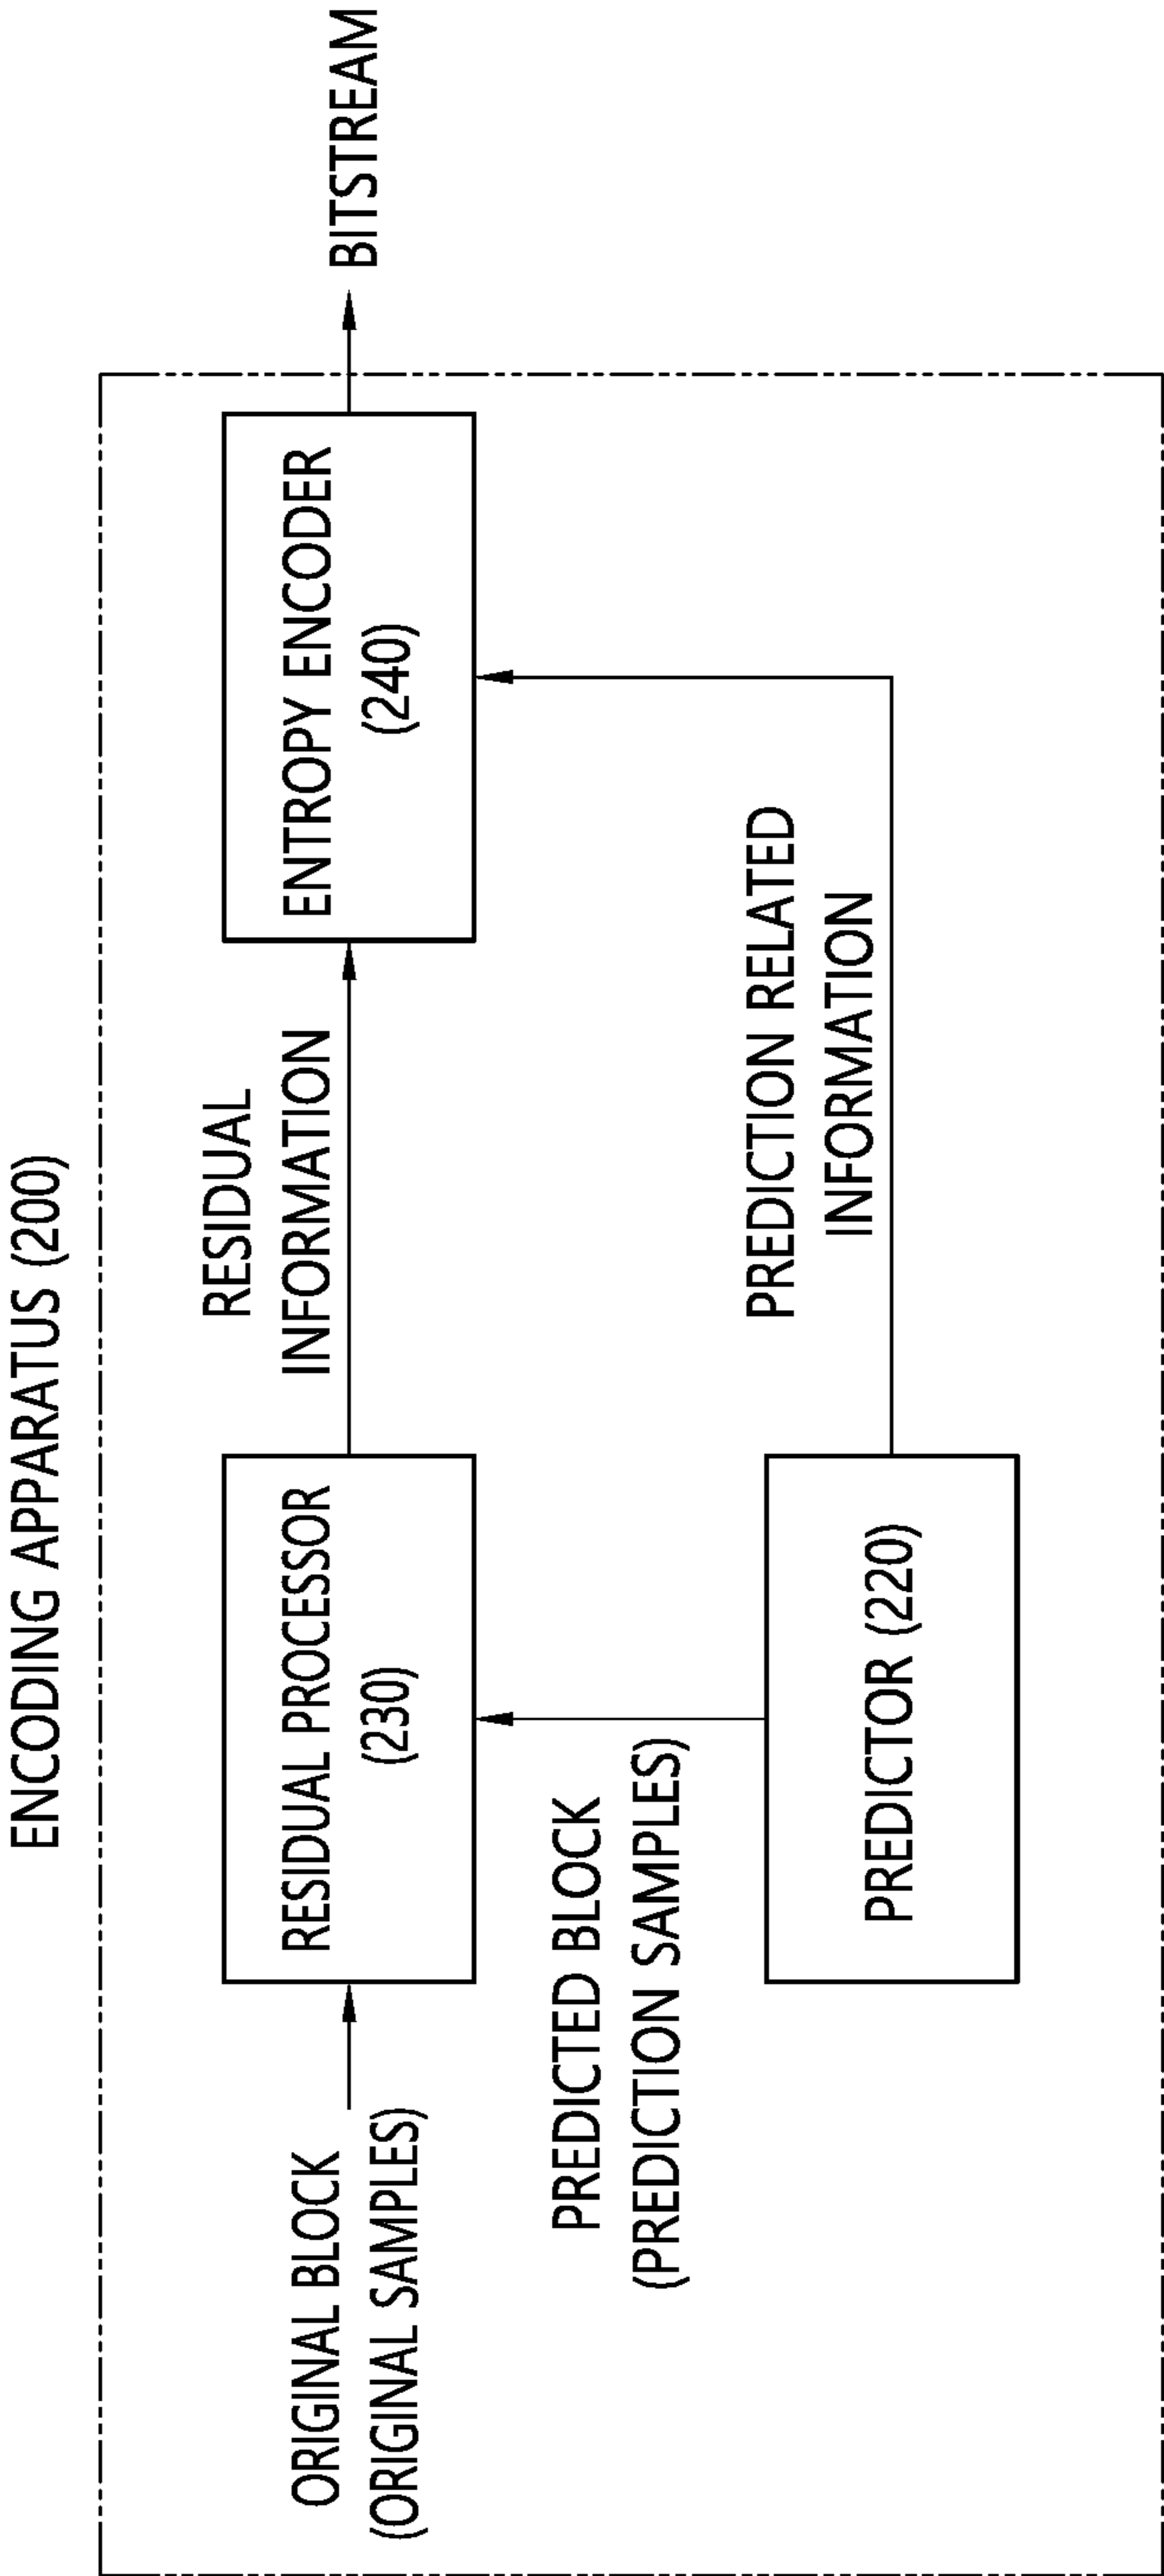 ENCODING APPARATUS (200)
ORIGINAL BLOCK
(ORIGINAL SAMPLES)
RESIDUAL PROCESSOR
(230)
RESIDUAL
INFORMATION
ENTROPY ENCODER
(240)
BITSTREAM
PREDICTED BLOCK
(PREDICTION SAMPLES)
PREDICTOR (220)
PREDICTION RELATED
INFORMATION